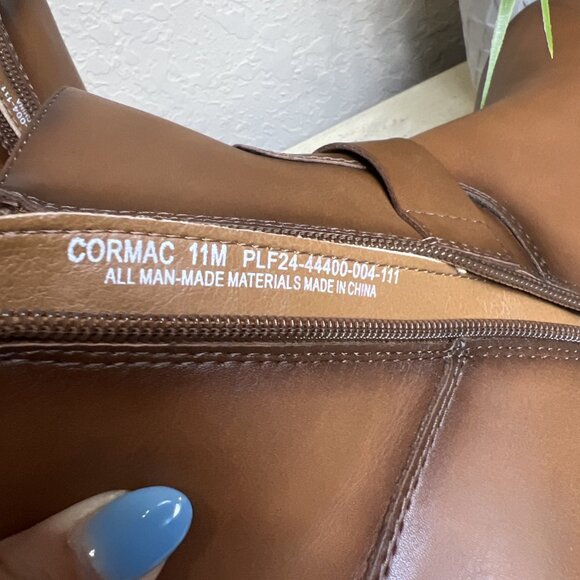 CORMAC 11M PLF24-44400-004-111
ALL MAN-MADE MATERIALS MADE IN CHINA